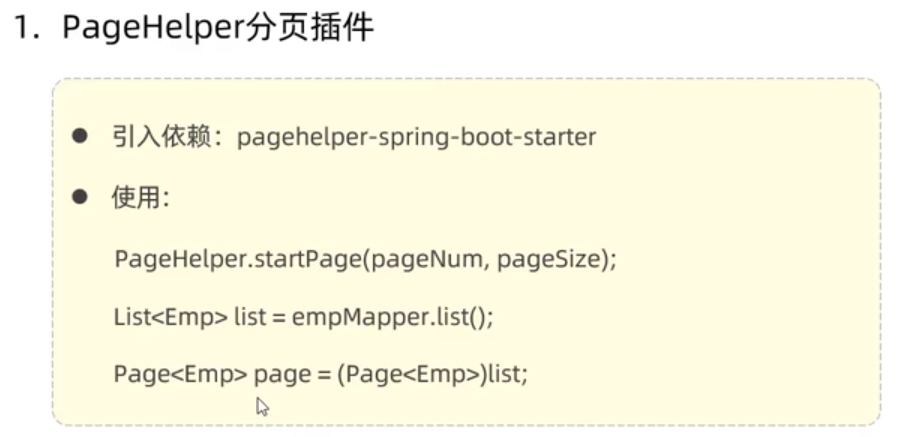 1. PageHelper分页插件
● 引入依赖：pagehelper-spring-boot-starter
● 使用：
PageHelper.startPage(pageNum, pageSize);
List<Emp> list = empMapper.list();
Page<Emp> page = (Page<Emp>)list;